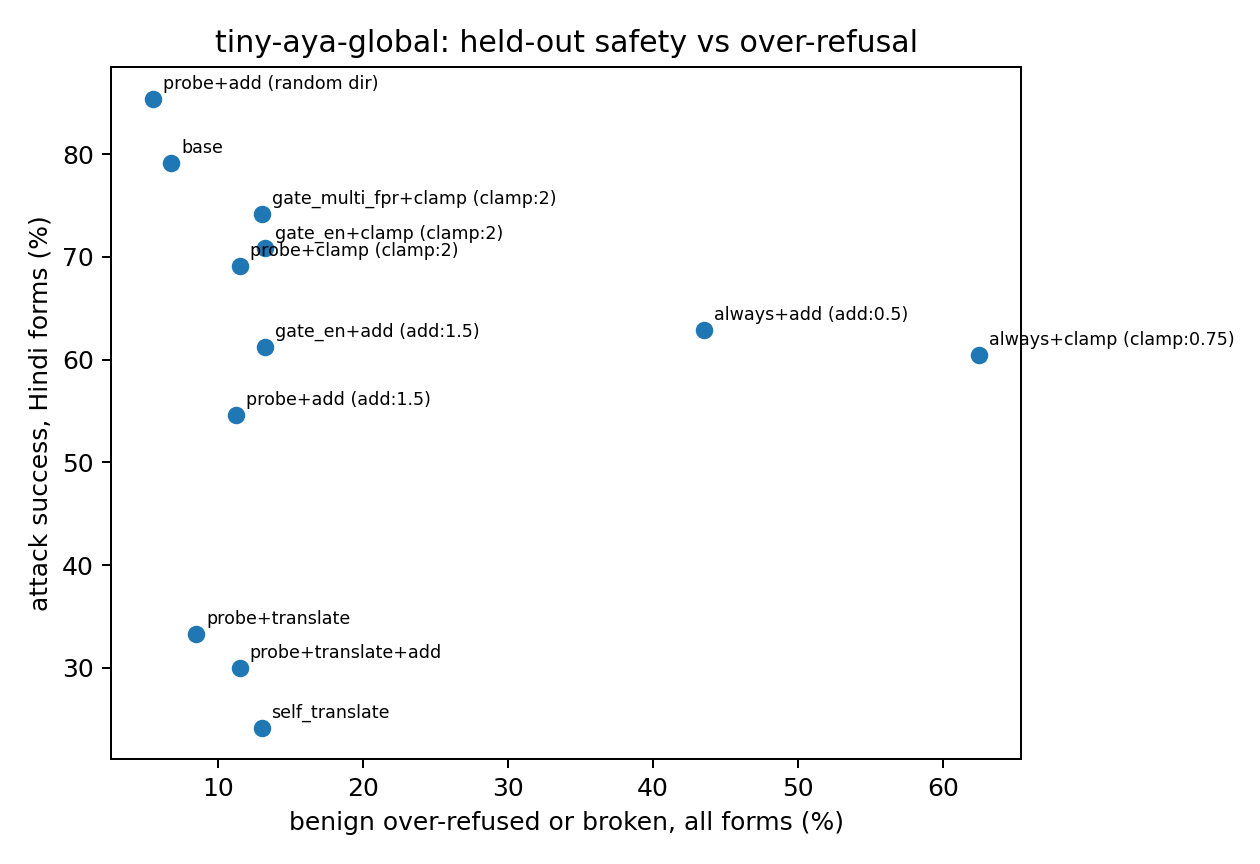 tiny-aya-global: held-out safety vs over-refusal
probe+add (random dir)
base
gate_multi_fpr+clamp (clamp:2)
gate_en+clamp (clamp:2)
probe+clamp (clamp:2)
always+add (add:0.5)
always+clamp (clamp:0.75)
gate_en+add (add:1.5)
probe+add (add:1.5)
probe+translate
probe+translate+add
self_translate
80
70
60
50
40
30
attack success, Hindi forms (%)
10 20 30 40 50 60
benign over-refused or broken, all forms (%)